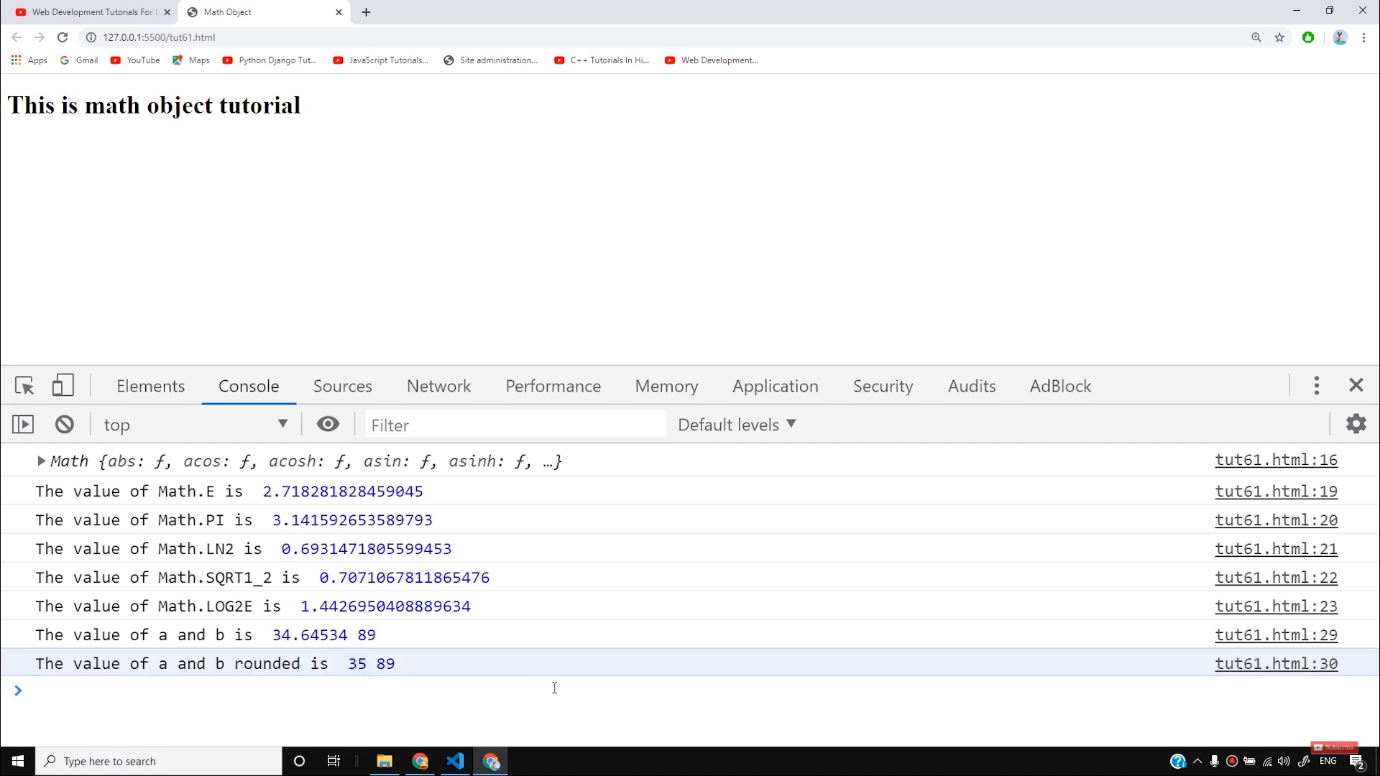 Web Development Tutorials For
Math Object
127.0.0.1:5500/tut61.html
Apps
Gmail
YouTube
Maps
Python Django Tut...
JavaScript Tutorials...
Site administration...
C++ Tutorials In Hi...
Web Development...
This is math object tutorial
Elements
Console
Sources
Network
Performance
Memory
Application
Security
Audits
AdBlock
top
Filter
Default levels
Math {abs: ƒ, acos: ƒ, acosh: ƒ, asin: ƒ, asinh: ƒ, …} tut61.html:16
The value of Math.E is 2.718281828459045 tut61.html:19
The value of Math.PI is 3.141592653589793 tut61.html:20
The value of Math.LN2 is 0.6931471805599453 tut61.html:21
The value of Math.SQRT1_2 is 0.7071067811865476 tut61.html:22
The value of Math.LOG2E is 1.4426950408889634 tut61.html:23
The value of a and b is 34.64534 89 tut61.html:29
The value of a and b rounded is 35 89 tut61.html:30
Subscribe
Type here to search
ENG
2